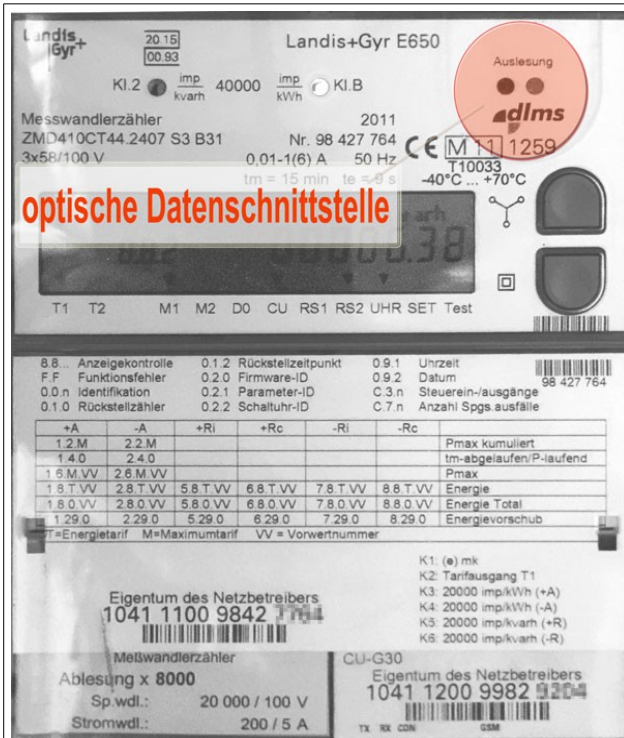 Landis+
Gyr+
20 15
00.93
Landis+Gyr E650
Auslesung
Kl.2 imp/kvarh 40000 imp/kWh Kl.B
dlms
Messwandlerzähler 2011
ZMD410CT44.2407 S3 B31 Nr. 98 427 764
CE M 11 1259
3x58/100 V 0,01-1(6) A 50 Hz
T10033
tm = 15 min te = 9 s -40°C ... +70°C
optische Datenschnittstelle
T1 T2 M1 M2 D0 CU RS1 RS2 UHR SET Test
8.8... Anzeigekontrolle 0.1.2 Rückstellzeitpunkt 0.9.1 Uhrzeit
F.F Funktionsfehler 0.2.0 Firmware-ID 0.9.2 Datum
98 427 764
0.0.n Identifikation 0.2.1 Parameter-ID C.3.n Steuerein-/ausgänge
0.1.0 Rückstellzähler 0.2.2 Schaltuhr-ID C.7.n Anzahl Spgs.ausfälle
+A -A +Ri +Rc -Ri -Rc
1.2.M 2.2.M Pmax kumuliert
1.4.0 2.4.0 tm-abgelaufen/P-laufend
1.6.M.VV 2.6.M.VV Pmax
1.8.T.VV 2.8.T.VV 5.8.T.VV 6.8.T.VV 7.8.T.VV 8.8.T.VV Energie
1.8.0.VV 2.8.0.VV 5.8.0.VV 6.8.0.VV 7.8.0.VV 8.8.0.VV Energie Total
1.29.0 2.29.0 5.29.0 6.29.0 7.29.0 8.29.0 Energievorschub
T=Energietarif M=Maximumtarif VV = Vorwertnummer
K1: (e) mk
K2: Tarifausgang T1
K3: 20000 imp/kWh (+A)
K4: 20000 imp/kWh (-A)
K5: 20000 imp/kvarh (+R)
K6: 20000 imp/kvarh (-R)
Eigentum des Netzbetreibers
1041 1100 9842
Meßwandlerzähler
Ablesung x 8000
Sp.wdl.: 20 000 / 100 V
Stromwdl.: 200 / 5 A
CU-G30
Eigentum des Netzbetreibers
1041 1200 9982
TX RX CON GSM